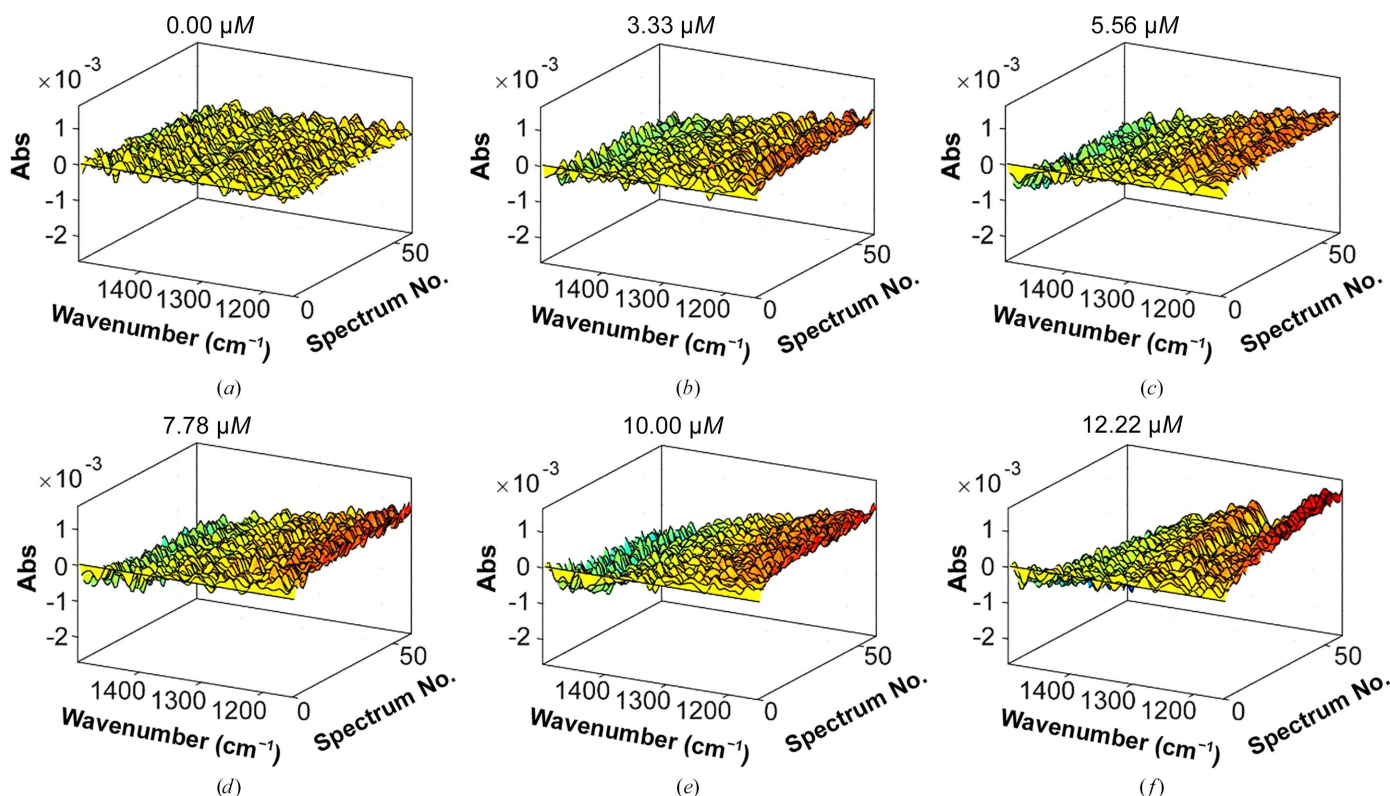 0.00 µM
3.33 µM
5.56 µM
×10 -3
×10 -3
×10 -3
Abs
1
0
-1
-2
Abs
1
0
-1
-2
Abs
1
0
-1
-2
1400 1300 1200 0 50
1400 1300 1200 0 50
1400 1300 1200 0 50
Wavenumber (cm⁻¹) Spectrum No.
Wavenumber (cm⁻¹) Spectrum No.
Wavenumber (cm⁻¹) Spectrum No.
(a)
(b)
(c)
7.78 µM
10.00 µM
12.22 µM
×10 -3
×10 -3
×10 -3
Abs
1
0
-1
-2
Abs
1
0
-1
-2
Abs
1
0
-1
-2
1400 1300 1200 0 50
1400 1300 1200 0 50
1400 1300 1200 0 50
Wavenumber (cm⁻¹) Spectrum No.
Wavenumber (cm⁻¹) Spectrum No.
Wavenumber (cm⁻¹) Spectrum No.
(d)
(e)
(f)